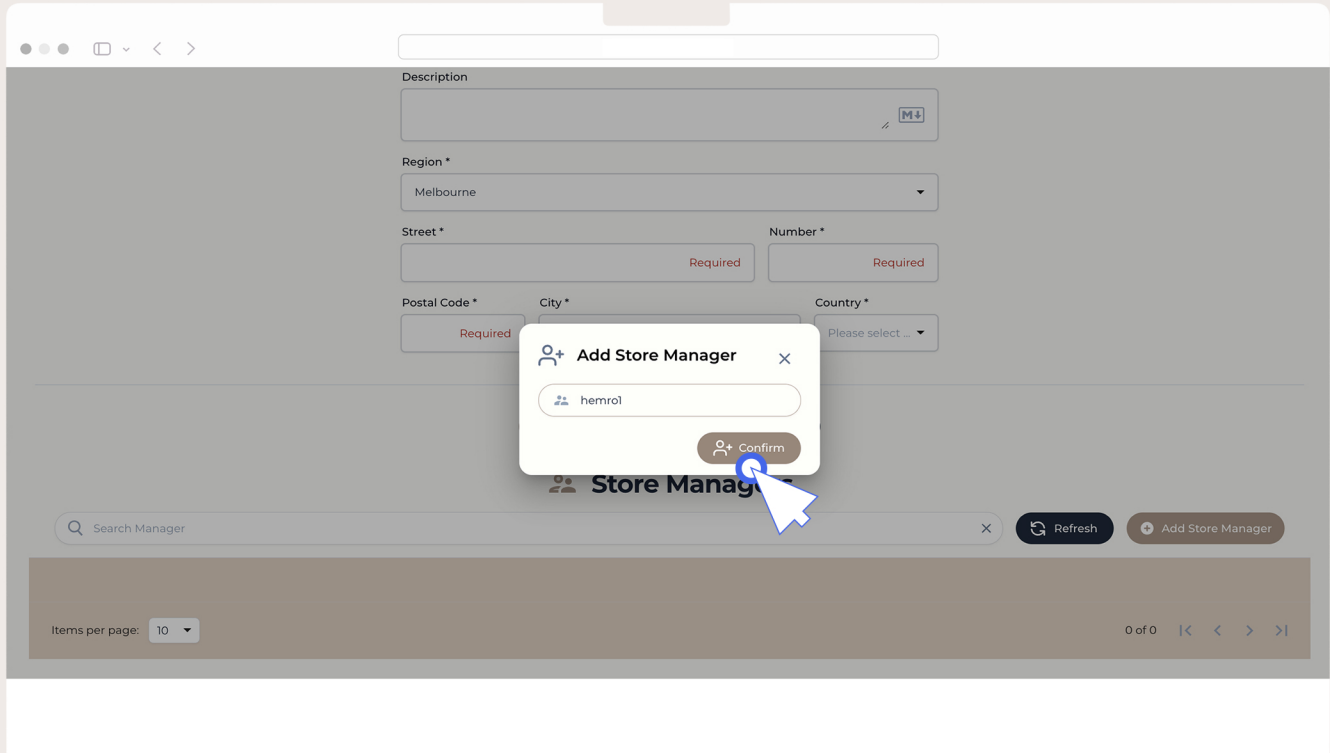 Description
M
Region *
Melbourne
Street * Number *
Required Required
Postal Code * City * Country *
Required Please select ...
Add Store Manager
hemro1
Confirm
Store Managers
Search Manager Refresh Add Store Manager
Items per page: 10 0 of 0